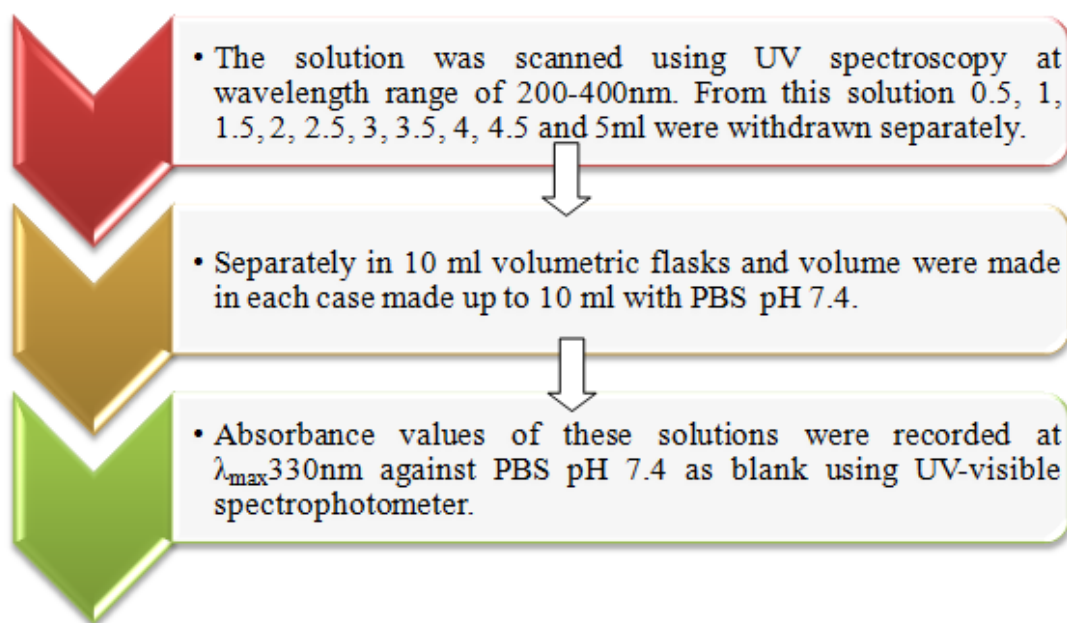 • The solution was scanned using UV spectroscopy at
wavelength range of 200-400nm. From this solution 0.5, 1,
1.5, 2, 2.5, 3, 3.5, 4, 4.5 and 5ml were withdrawn separately.
• Separately in 10 ml volumetric flasks and volume were made
in each case made up to 10 ml with PBS pH 7.4.
• Absorbance values of these solutions were recorded at
λmax330nm against PBS pH 7.4 as blank using UV-visible
spectrophotometer.